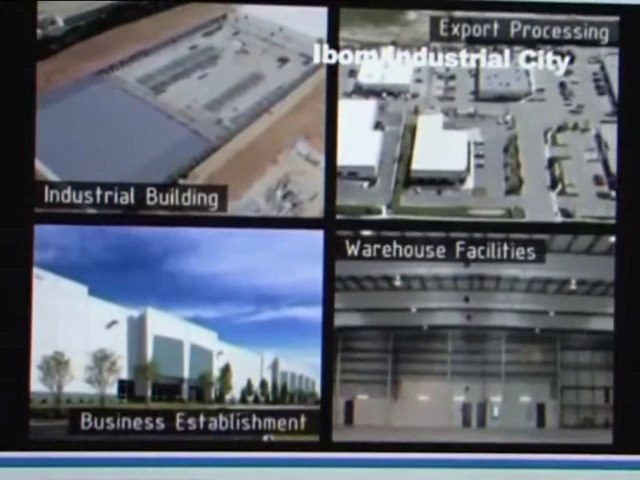 Export Processing
Ibom Industrial City
Industrial Building
Warehouse Facilities
Business Establishment